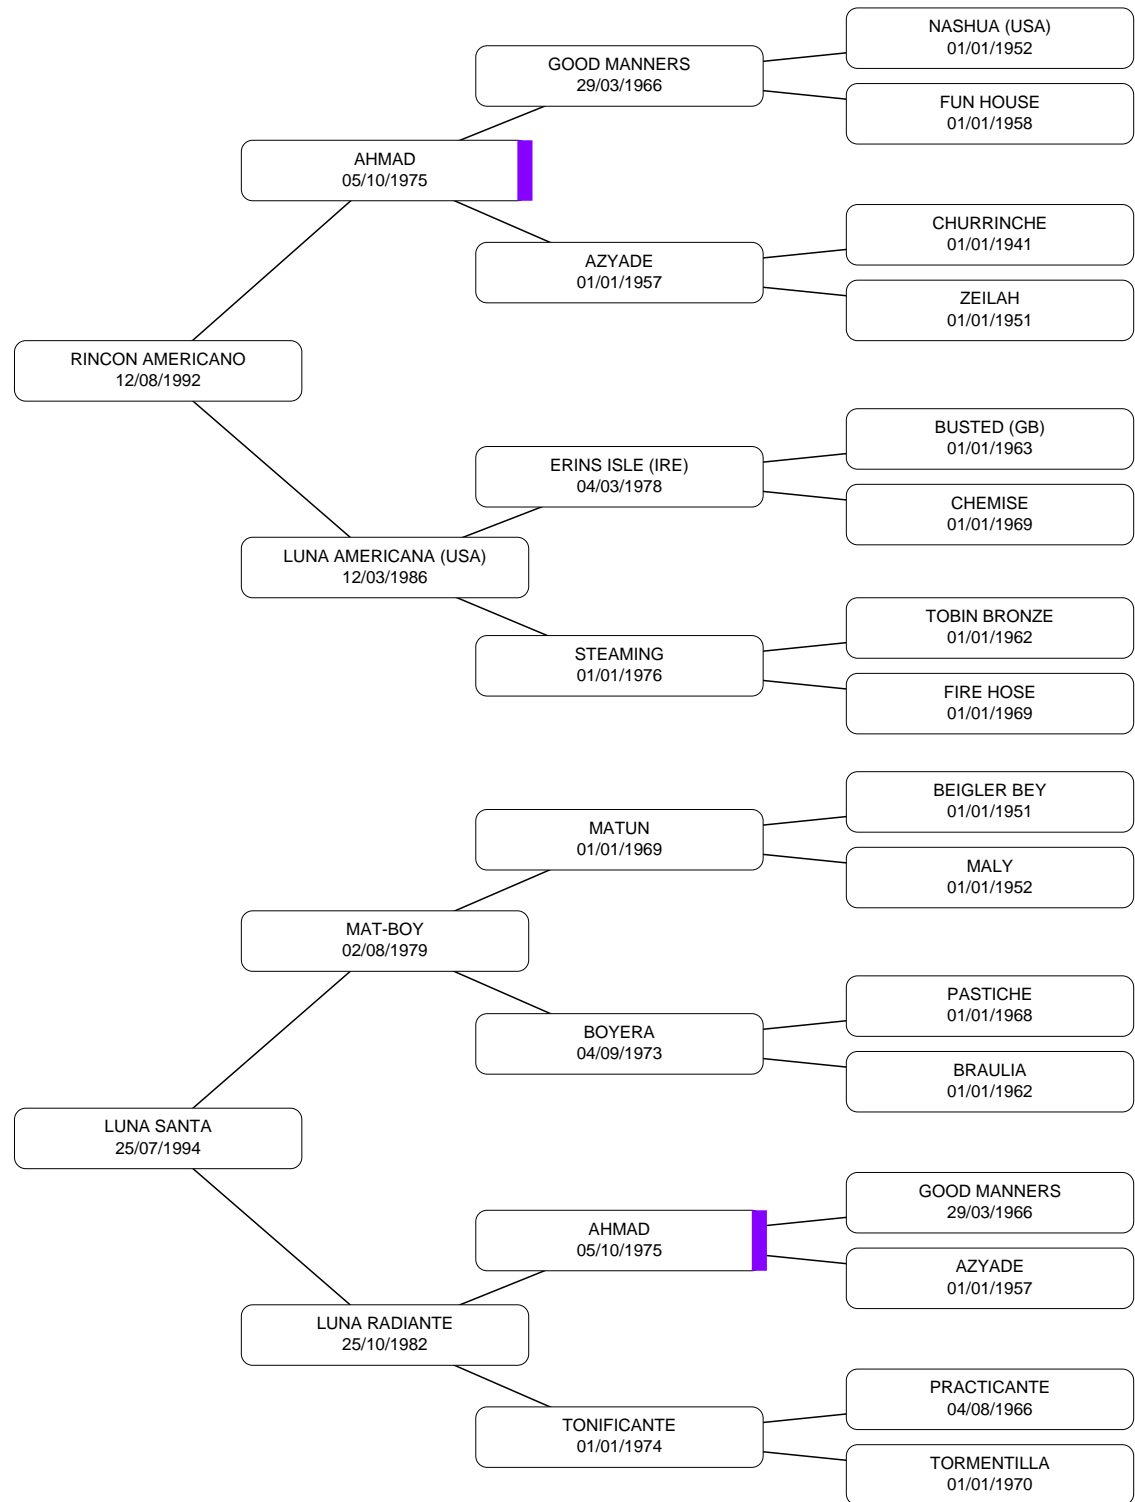 NASHUA (USA)
01/01/1952
GOOD MANNERS
29/03/1966
FUN HOUSE
01/01/1958
AHMAD
05/10/1975
CHURRINCHE
01/01/1941
AZYADE
01/01/1957
ZEILAH
01/01/1951
RINCON AMERICANO
12/08/1992
BUSTED (GB)
01/01/1963
ERINS ISLE (IRE)
04/03/1978
CHEMISE
01/01/1969
LUNA AMERICANA (USA)
12/03/1986
TOBIN BRONZE
01/01/1962
STEAMING
01/01/1976
FIRE HOSE
01/01/1969
BEIGLER BEY
01/01/1951
MATUN
01/01/1969
MALY
01/01/1952
MAT-BOY
02/08/1979
PASTICHE
01/01/1968
BOYERA
04/09/1973
BRAULIA
01/01/1962
LUNA SANTA
25/07/1994
GOOD MANNERS
29/03/1966
AHMAD
05/10/1975
AZYADE
01/01/1957
LUNA RADIANTE
25/10/1982
PRACTICANTE
04/08/1966
TONIFICANTE
01/01/1974
TORMENTILLA
01/01/1970